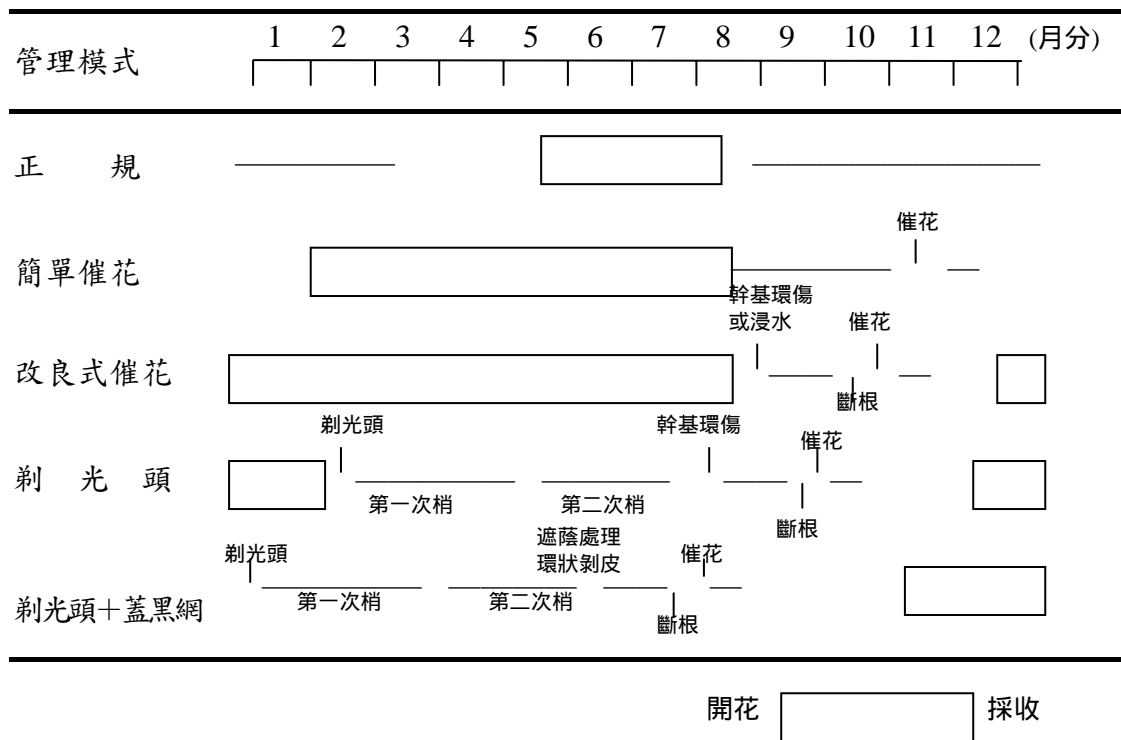 管理模式 1 2 3 4 5 6 7 8 9 10 11 12 (月分)
正 規
催花
簡單催花
幹基環傷
或浸水 催花
改良式催花
斷根
剃光頭 幹基環傷 催花
剃光頭
第一次梢 第二次梢 斷根
遮蔭處理
剃光頭 環狀剝皮 催花
剃光頭＋蓋黑網 第一次梢 第二次梢
斷根
開花 採收